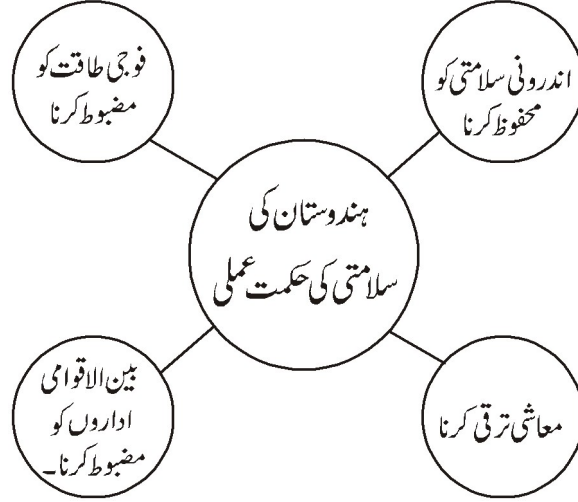 اندرونی سلامتی کو
محفوظ کرنا
فوجی طاقت کو
مضبوط کرنا
ہندوستان کی
سلامتی کی حکمت عملی
معاشی ترقی کرنا
بین الاقوامی
اداروں کو
مضبوط کرنا۔